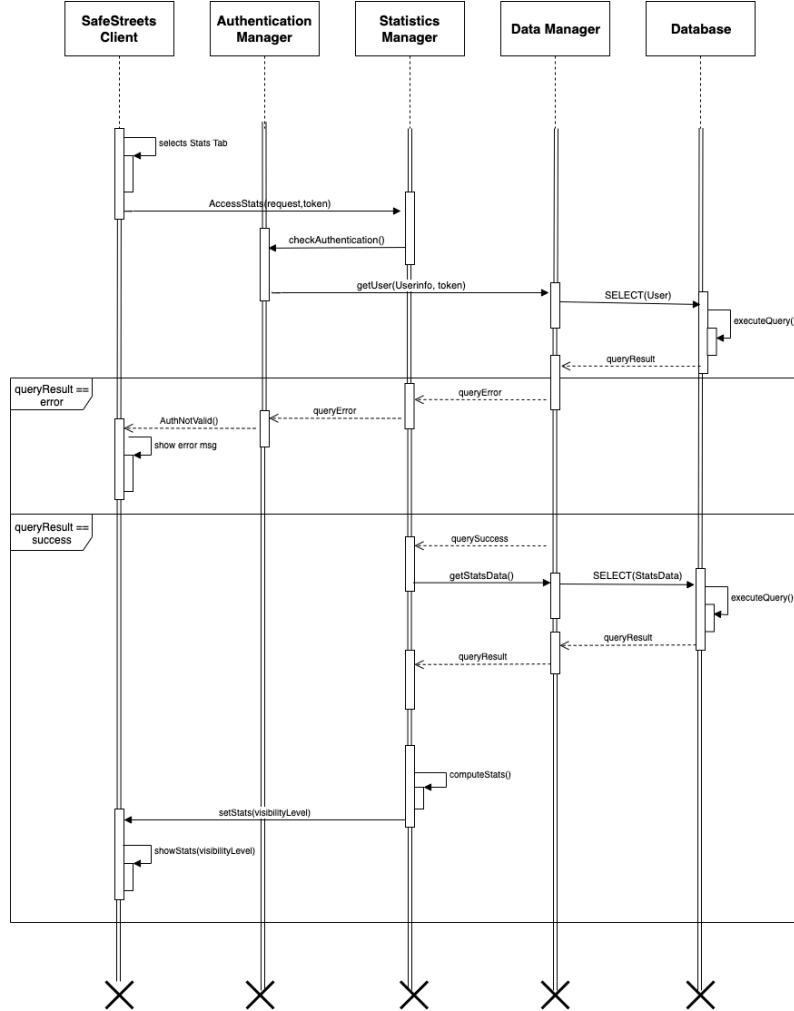 SafeStreets
Client
Authentication
Manager
Statistics
Manager
Data Manager
Database
selects Stats Tab
AccessStats(request,token)
checkAuthentication()
getUser(Userinfo, token)
SELECT(User)
executeQuery()
queryResult
queryResult ==
error
queryError
queryError
AuthNotValid()
show error msg
queryResult ==
success
querySuccess
getStatsData()
SELECT(StatsData)
executeQuery()
queryResult
queryResult
computeStats()
setStats(visibilityLevel)
showStats(visibilityLevel)